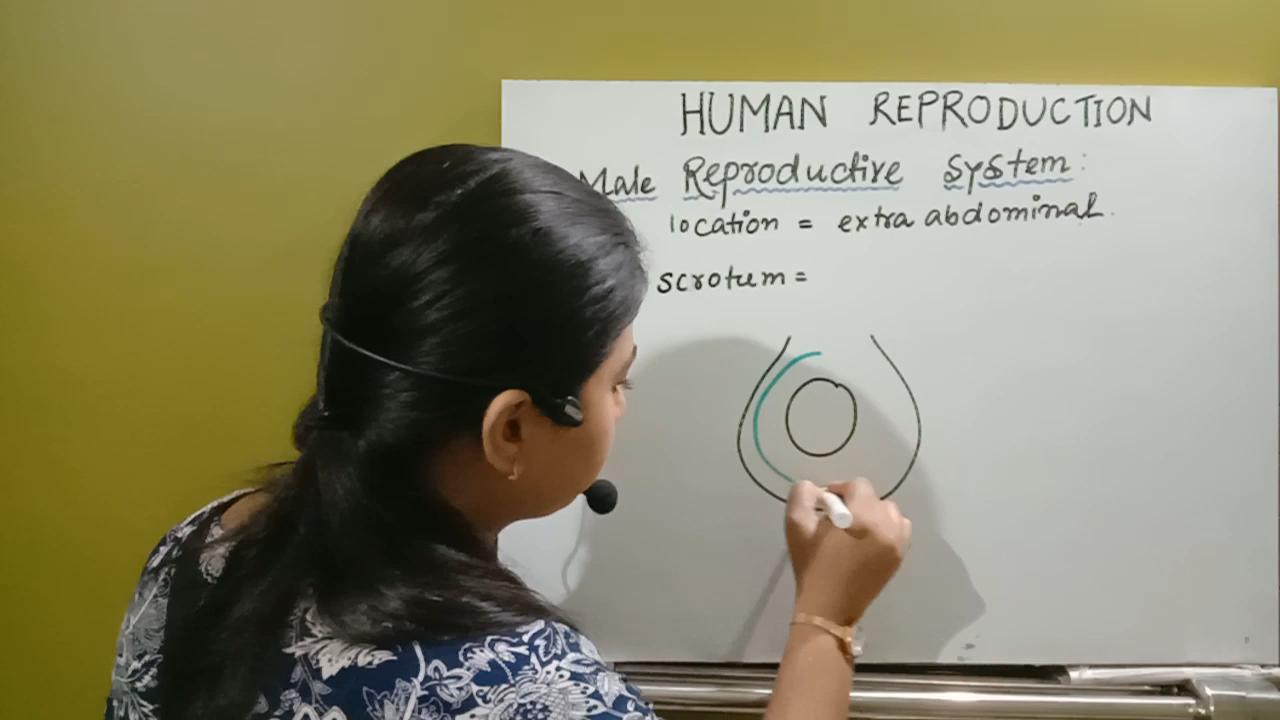 HUMAN REPRODUCTION
Male Reproductive System:
location = extra abdominal.
scrotum =